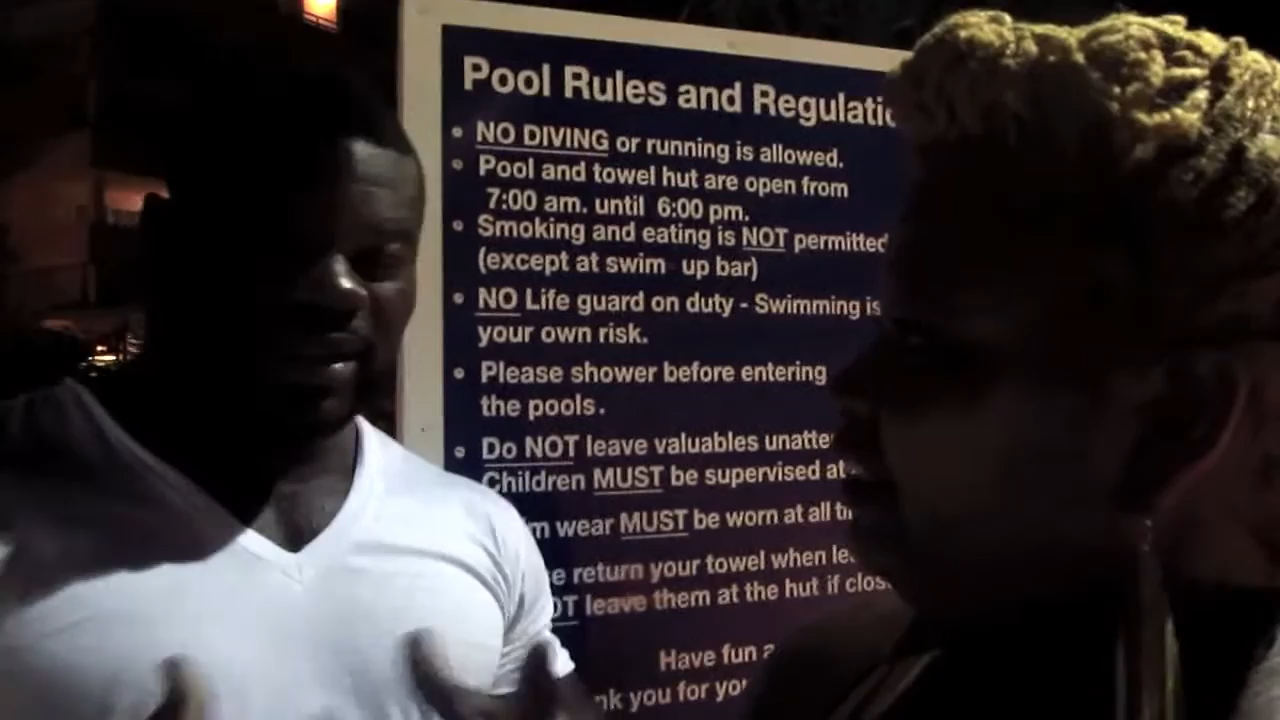 Pool Rules and Regulatio
• NO DIVING or running is allowed.
• Pool and towel hut are open from
7:00 am. until 6:00 pm.
• Smoking and eating is NOT permitted
(except at swim up bar)
• NO Life guard on duty - Swimming is
your own risk.
• Please shower before entering
the pools.
• Do NOT leave valuables unatte
Children MUST be supervised at
m wear MUST be worn at all ti
e return your towel when le
OT leave them at the hut if clos
Have fun a
nk you for you